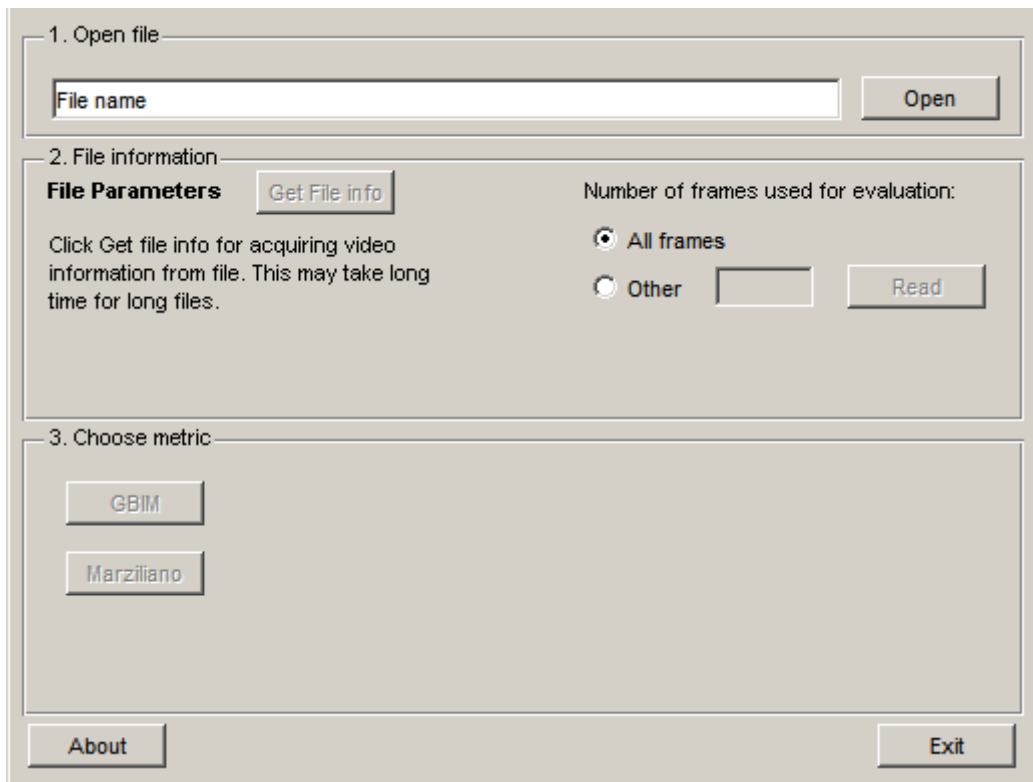 1. Open file
File name
Open
2. File information
File Parameters
Get File info
Click Get file info for acquiring video
information from file. This may take long
time for long files.
Number of frames used for evaluation:
All frames
Other
Read
3. Choose metric
GBIM
Marziliano
About
Exit